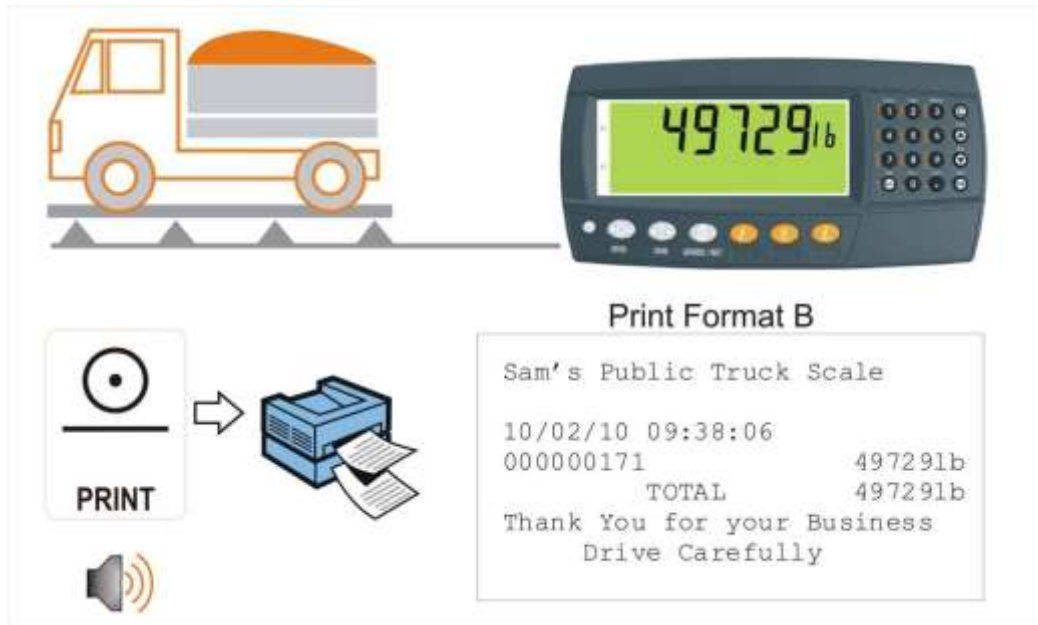 49729lb
Print Format B
Sam's Public Truck Scale
10/02/10 09:38:06
000000171 49729lb
TOTAL 49729lb
Thank You for your Business
Drive Carefully
PRINT